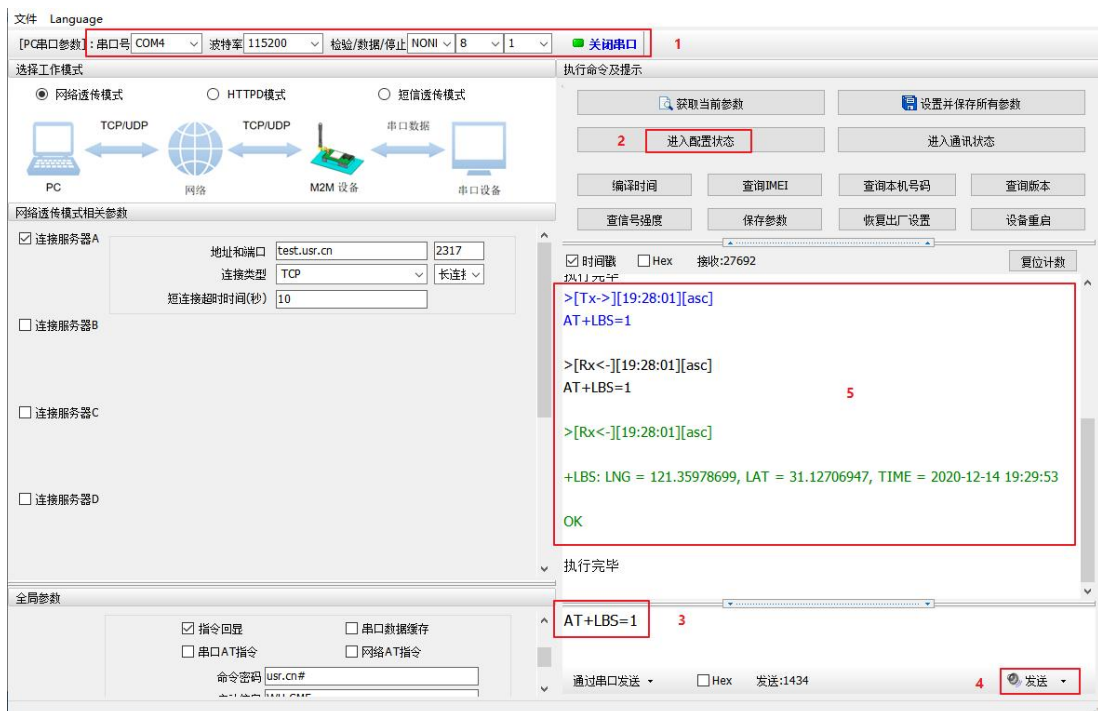 文件 Language
[PC串口参数]:串口号 COM4 波特率 115200 检验/数据/停止 NONI 8 1 关闭串口 1
选择工作模式
网络透传模式 HTTPD模式 短信透传模式
TCP/UDP TCP/UDP 串口数据
PC 网络 M2M 设备 串口设备
网络透传模式相关参数
连接服务器A
地址和端口 test.usr.cn 2317
连接类型 TCP 长连接
短连接超时时间(秒) 10
连接服务器B
连接服务器C
连接服务器D
全局参数
指令回显 串口数据缓存
串口AT指令 网络AT指令
命令密码 usr.cn#
执行命令及提示
获取当前参数 设置并保存所有参数
2 进入配置状态 进入通讯状态
编译时间 查询IMEI 查询本机号码 查询版本
查信号强度 保存参数 恢复出厂设置 设备重启
时间戳 Hex 接收:27692 复位计数
执行完毕
>[Tx->][19:28:01][asc]
AT+LBS=1
>[Rx<-][19:28:01][asc]
AT+LBS=1
5
>[Rx<-][19:28:01][asc]
+LBS: LNG = 121.35978699, LAT = 31.12706947, TIME = 2020-12-14 19:29:53
OK
执行完毕
AT+LBS=1 3
通过串口发送 Hex 发送:1434 4 发送